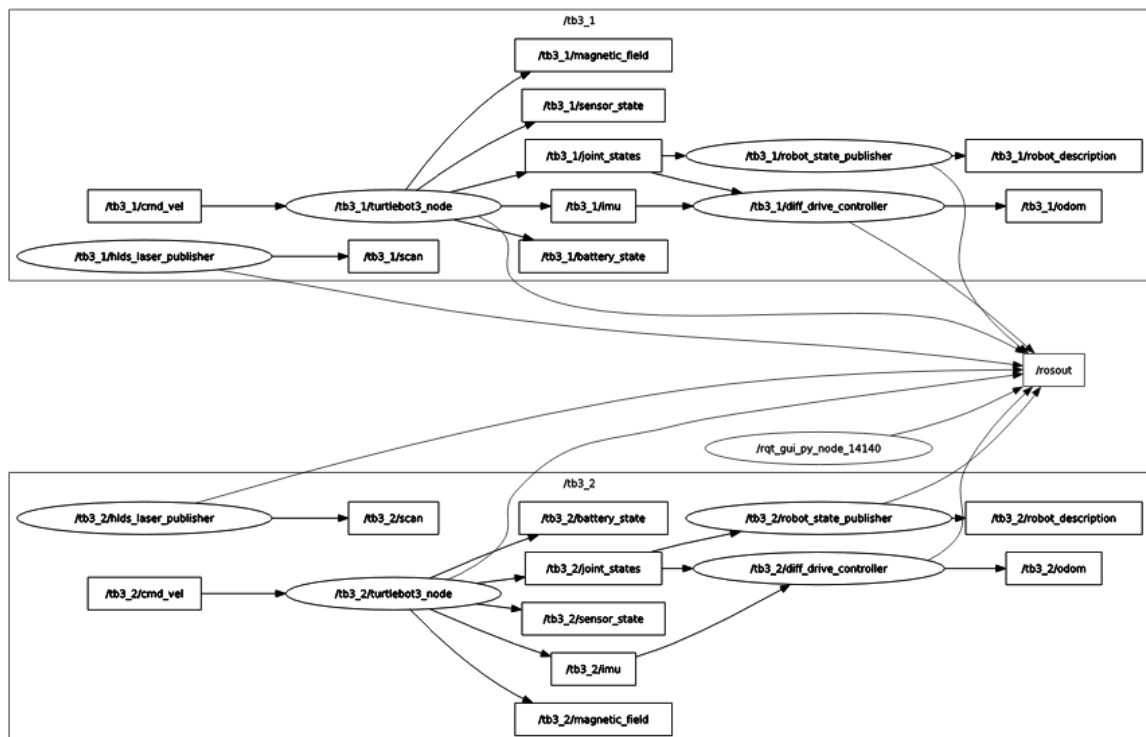 /tb3_1
/tb3_1/magnetic_field
/tb3_1/sensor_state
/tb3_1/joint_states
/tb3_1/robot_state_publisher
/tb3_1/robot_description
/tb3_1/cmd_vel
/tb3_1/turtlebot3_node
/tb3_1/imu
/tb3_1/diff_drive_controller
/tb3_1/odom
/tb3_1/hlds_laser_publisher
/tb3_1/scan
/tb3_1/battery_state
/rosout
/rqt_gui_py_node_14140
/tb3_2
/tb3_2/hlds_laser_publisher
/tb3_2/scan
/tb3_2/battery_state
/tb3_2/robot_state_publisher
/tb3_2/robot_description
/tb3_2/joint_states
/tb3_2/diff_drive_controller
/tb3_2/odom
/tb3_2/cmd_vel
/tb3_2/turtlebot3_node
/tb3_2/sensor_state
/tb3_2/imu
/tb3_2/magnetic_field